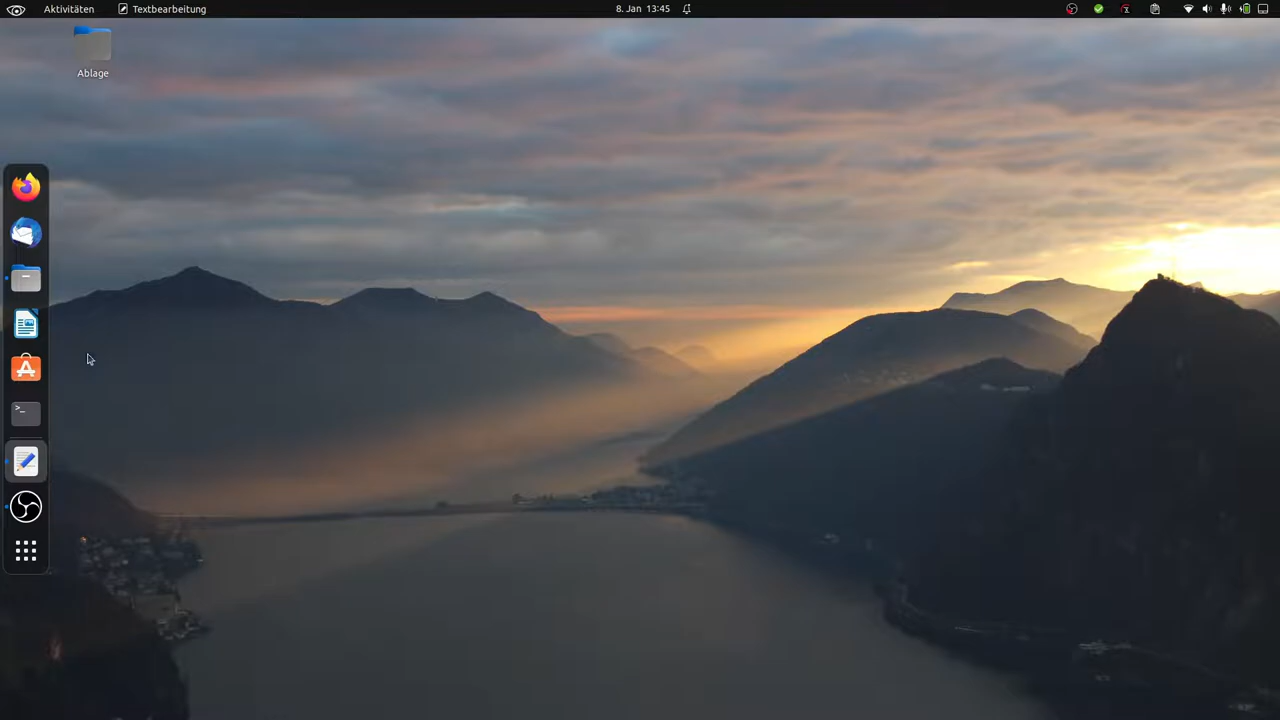 Aktivitäten
Textbearbeitung
8. Jan 13:45
Ablage
>_